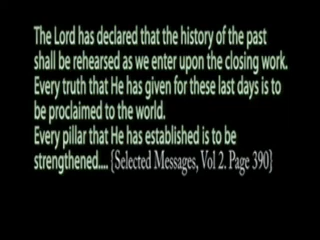 The Lord has declared that the history of the past
shall be rehearsed as we enter upon the closing work.
Every truth that He has given for these last days is to
be proclaimed to the world.
Every pillar that He has established is to be
strengthened.... {Selected Messages, Vol 2. Page 390}